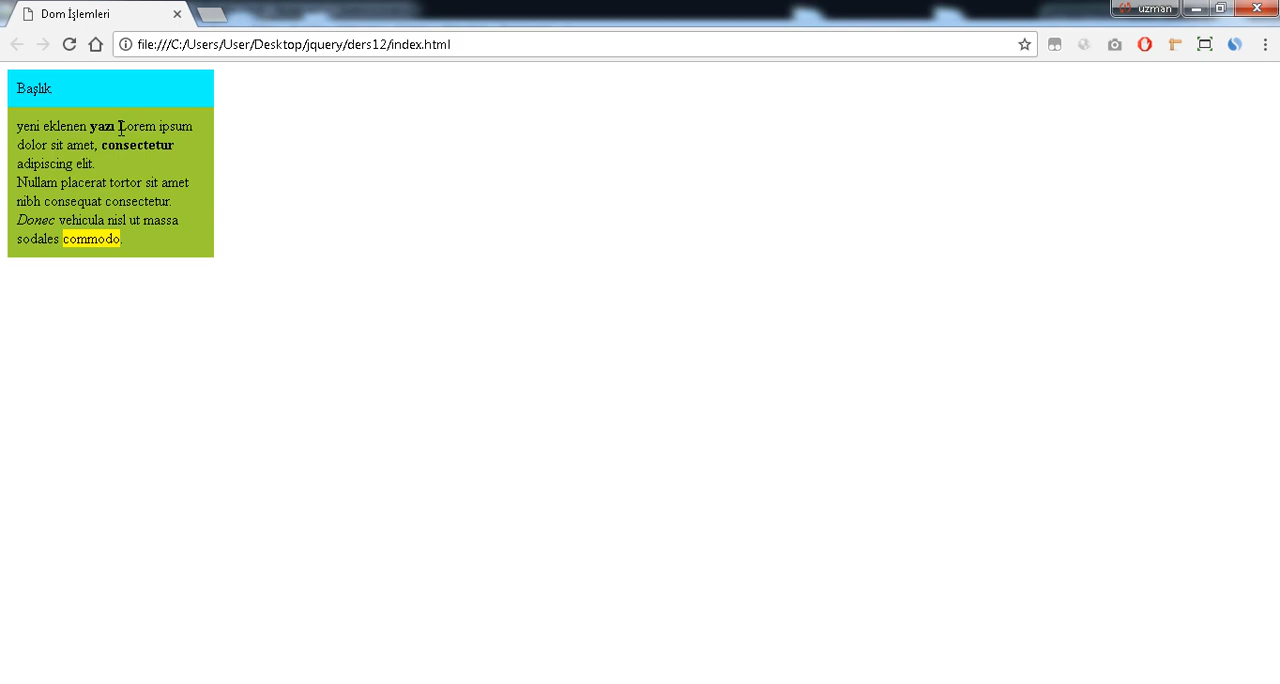 Dom İşlemleri
uzman
file:///C:/Users/User/Desktop/jquery/ders12/index.html
Başlık
yeni eklenen yazı Lorem ipsum
dolor sit amet, consectetur
adipiscing elit.
Nullam placerat tortor sit amet
nibh consequat consectetur.
Donec vehicula nisl ut massa
sodales commodo.